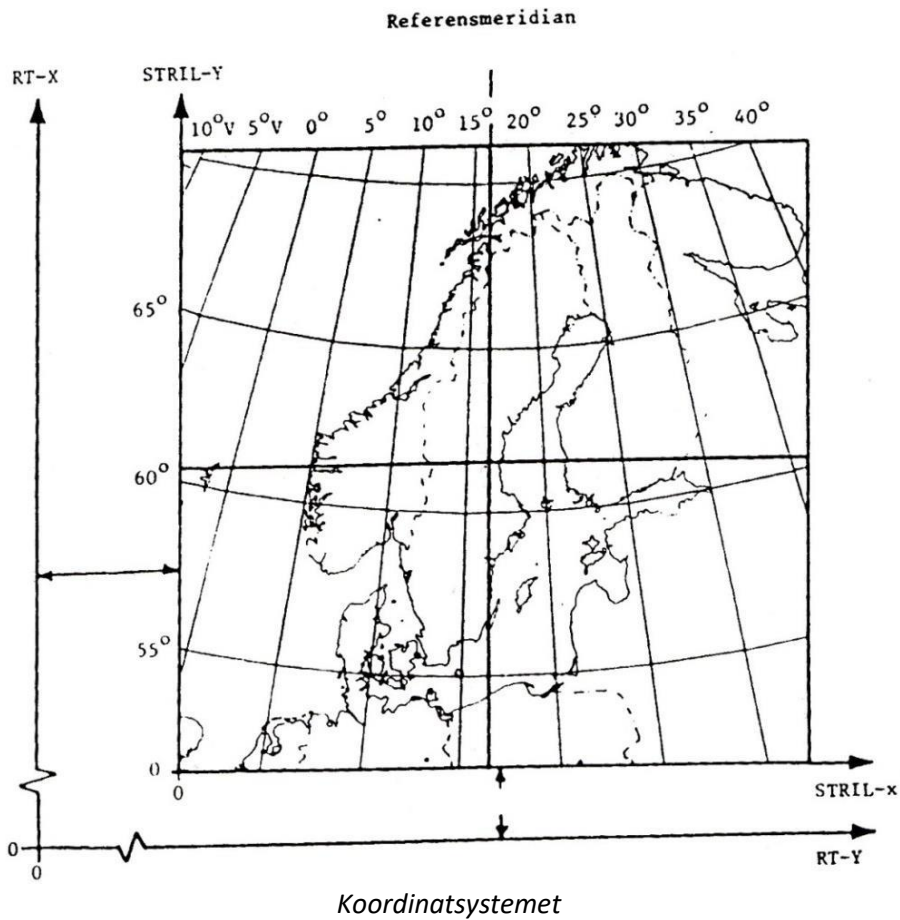 Referensmeridian
RT-X
STRIL-Y
10°V 5°V 0° 5° 10° 15° 20° 25° 30° 35° 40°
65°
60°
55°
0
0
STRIL-x
0
0
RT-Y
Koordinatsystemet